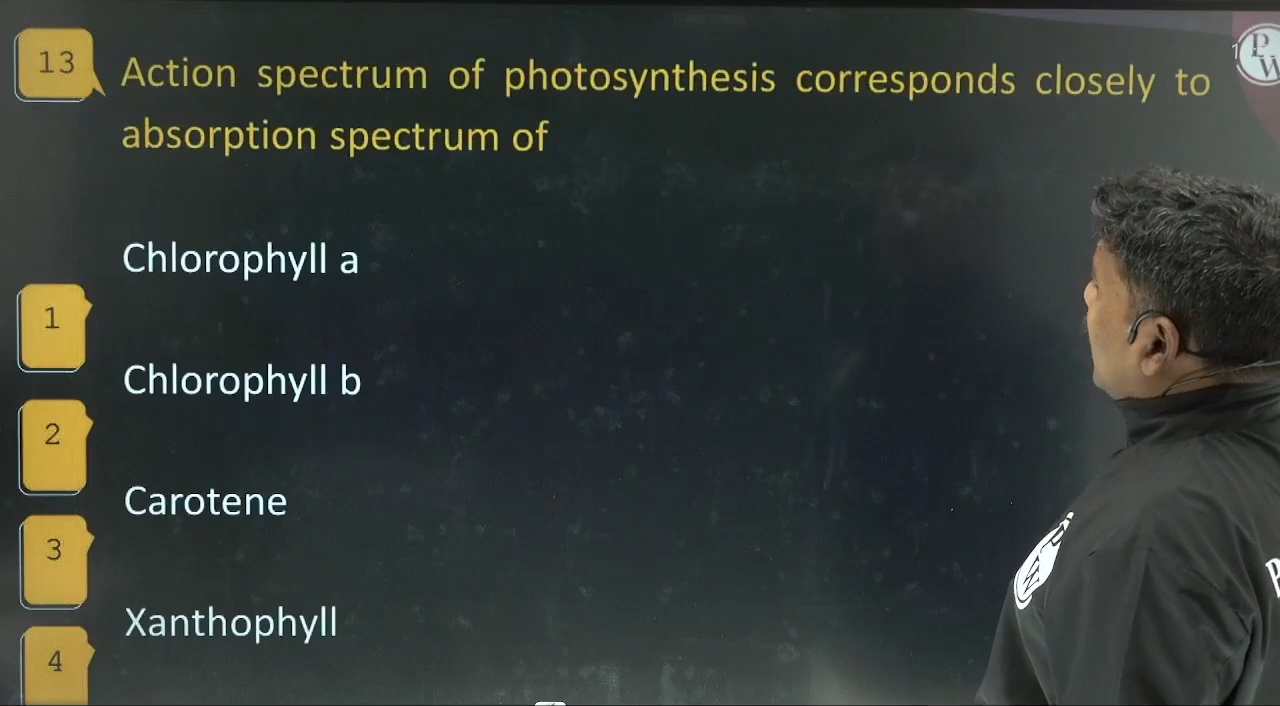 13
Action spectrum of photosynthesis corresponds closely to
absorption spectrum of
Chlorophyll a
1
Chlorophyll b
2
Carotene
3
Xanthophyll
4
PW